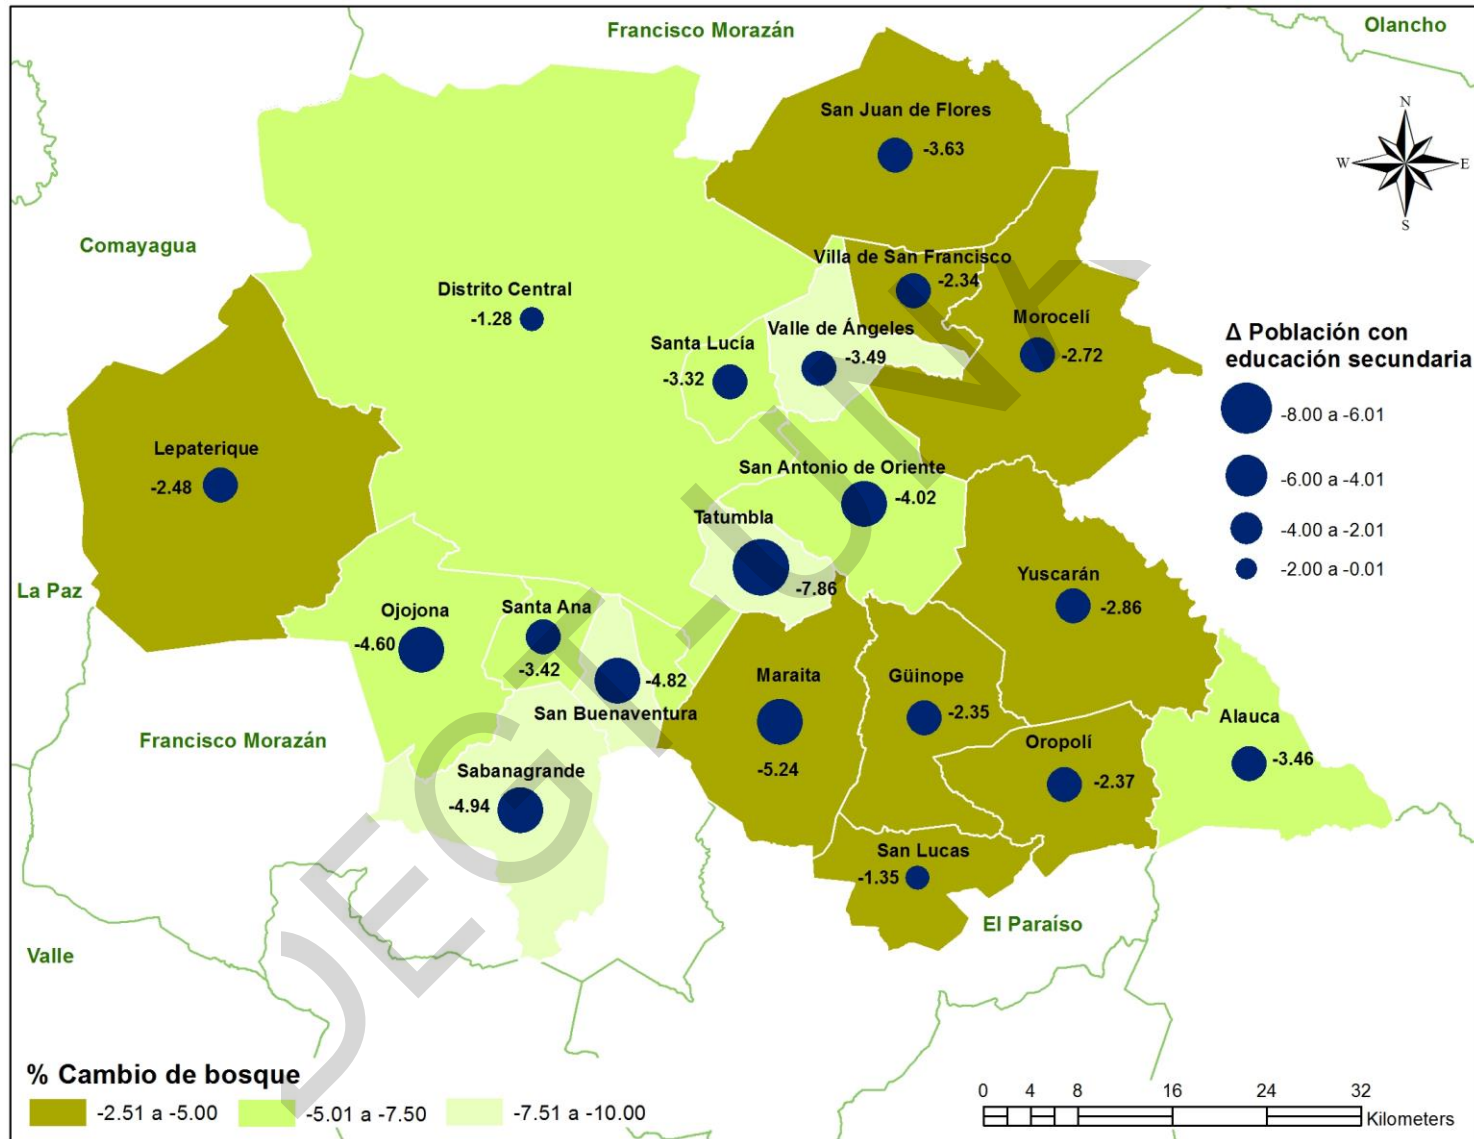 Francisco Morazán
Olancho
San Juan de Flores
-3.63
N
W
E
S
Comayagua
Villa de San Francisco
-2.34
Distrito Central
-1.28
Santa Lucía
-3.32
Valle de Ángeles
-3.49
Morocelí
-2.72
Δ Población con
educación secundaria
-8.00 a -6.01
-6.00 a -4.01
-4.00 a -2.01
-2.00 a -0.01
Lepaterique
-2.48
San Antonio de Oriente
-4.02
Tatumbla
-7.86
La Paz
Yuscarán
-2.86
Ojojona
-4.60
Santa Ana
-3.42
-4.82
San Buenaventura
Maraita
-5.24
Güinope
-2.35
Alauca
-3.46
Francisco Morazán
Oropolí
-2.37
Sabanagrande
-4.94
San Lucas
-1.35
El Paraíso
Valle
% Cambio de bosque
-2.51 a -5.00
-5.01 a -7.50
-7.51 a -10.00
0 4 8 16 24 32
Kilometers